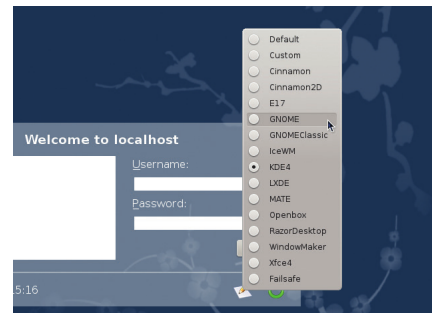 Welcome to localhost
Username:
Password:
5:16
Default
Custom
Cinnamon
Cinnamon2D
E17
GNOME
GNOMEClassic
IceWM
KDE4
LXDE
MATE
Openbox
RazorDesktop
WindowMaker
Xfce4
Failsafe